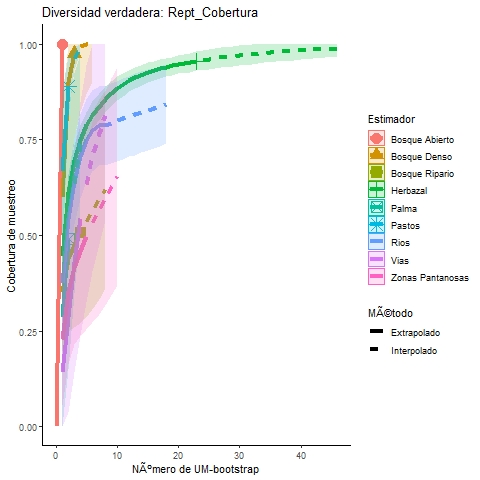 Diversidad verdadera: Rept_Cobertura
1.00
0.75
0.50
0.25
0.00
Cobertura de muestreo
0
10
20
30
40
NÃºmero de UM-bootstrap
Estimador
Bosque Abierto
Bosque Denso
Bosque Ripario
Herbazal
Palma
Pastos
Rios
Vias
Zonas Pantanosas
MÃ©todo
Extrapolado
Interpolado